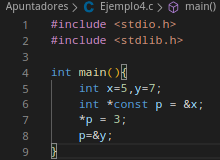 Apuntadores > C Ejemplo4.c > main()
1 #include <stdio.h>
2 #include <stdlib.h>
3
4 int main(){
5 int x=5,y=7;
6 int *const p = &x;
7 *p = 3;
8 p=&y;
9 }